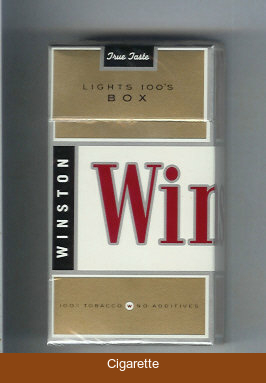 True Taste
LIGHTS 100'S
BOX
WINSTON
Win
100% TOBACCO W NO ADDITIVES
Cigarette